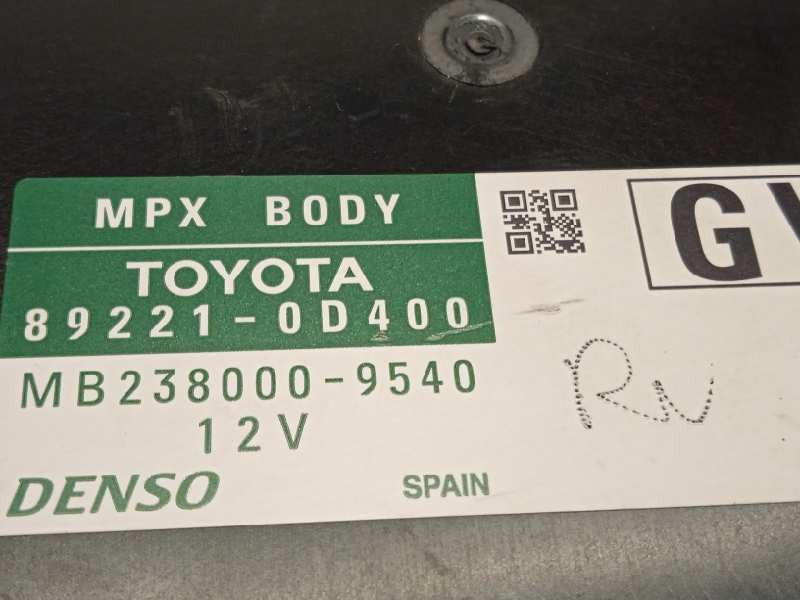 MPX BODY
TOYOTA
89221-0D400
MB238000-9540
12V
DENSO
SPAIN
G